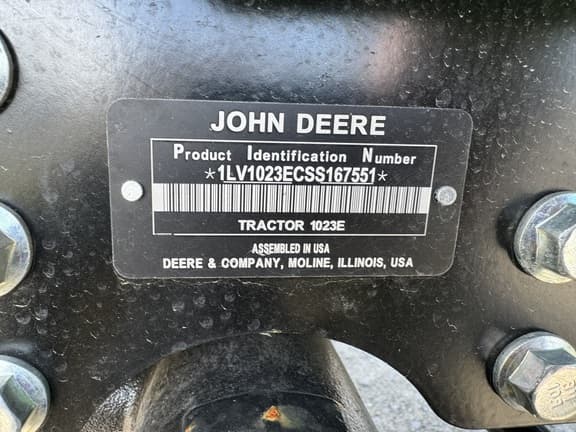 JOHN DEERE
Product Identification Number
*1LV1023ECSS167551*
TRACTOR 1023E
ASSEMBLED IN USA
DEERE & COMPANY, MOLINE, ILLINOIS, USA